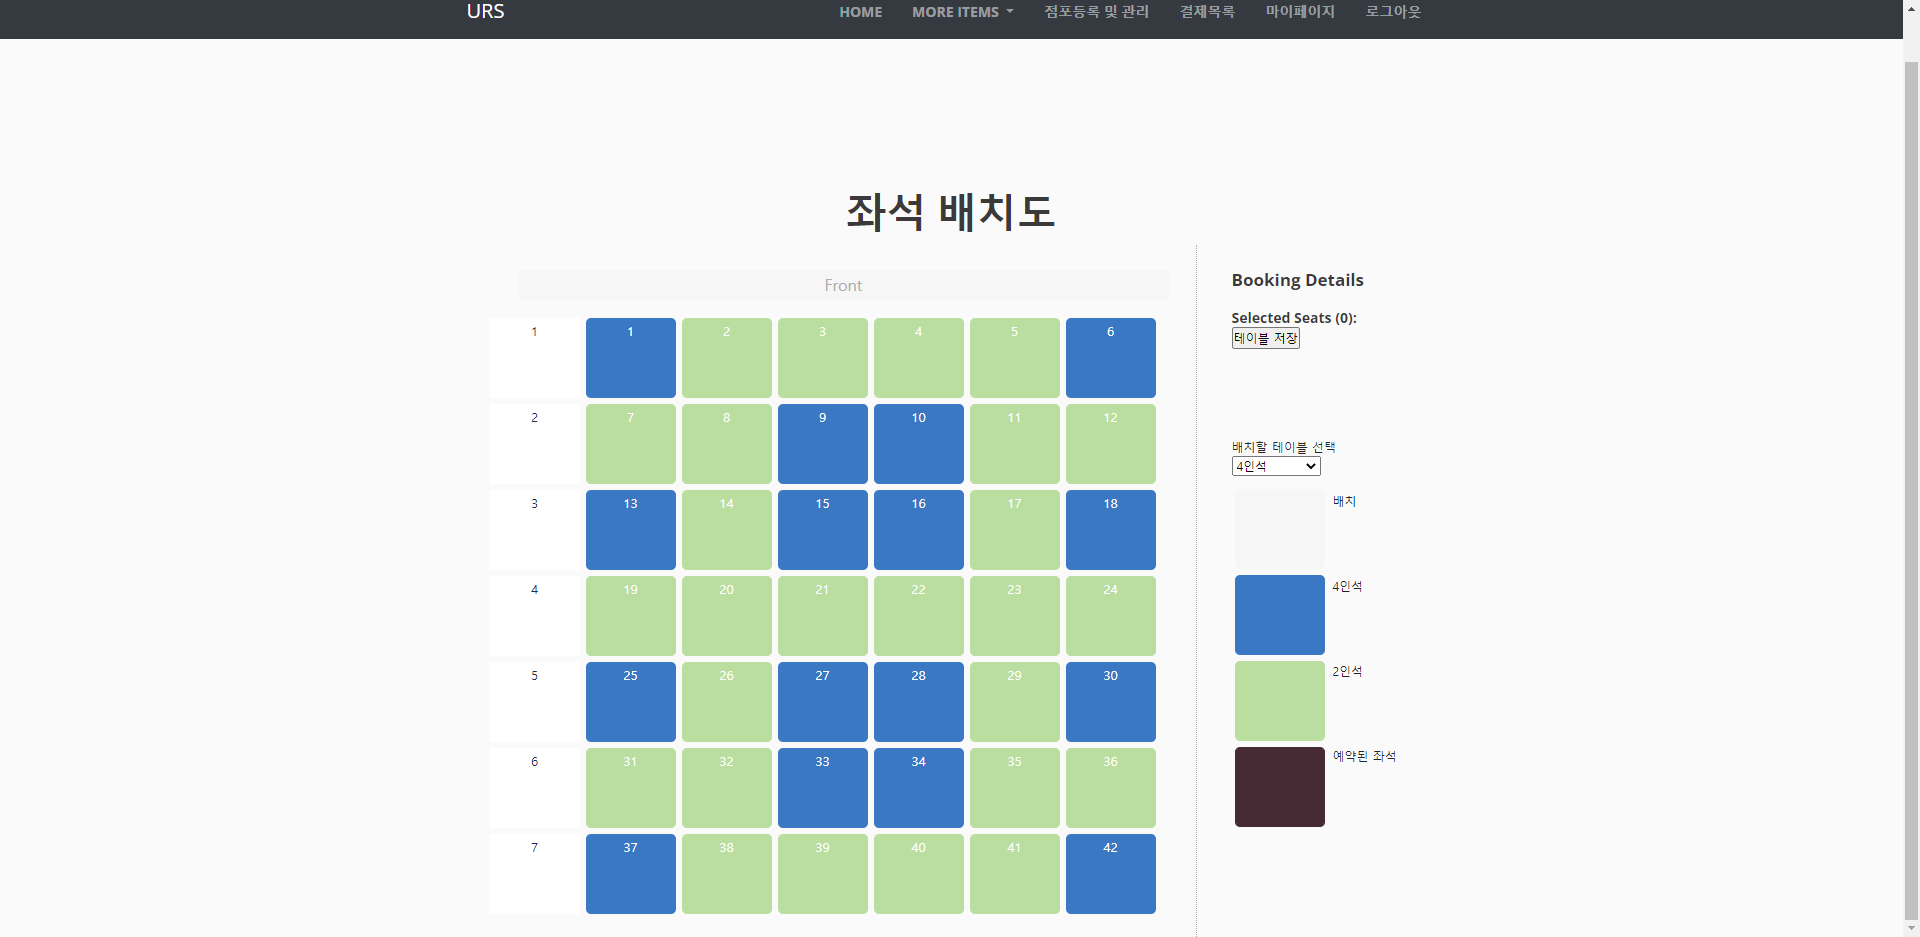 URS HOME MORE ITEMS 점포등록 및 관리 결제목록 마이페이지 로그아웃
좌석 배치도
Front
1 1 2 3 4 5 6
2 7 8 9 10 11 12
3 13 14 15 16 17 18
4 19 20 21 22 23 24
5 25 26 27 28 29 30
6 31 32 33 34 35 36
7 37 38 39 40 41 42
Booking Details
Selected Seats (0):
테이블 저장
배치할 테이블 선택
4인석
배치
4인석
2인석
예약된 좌석